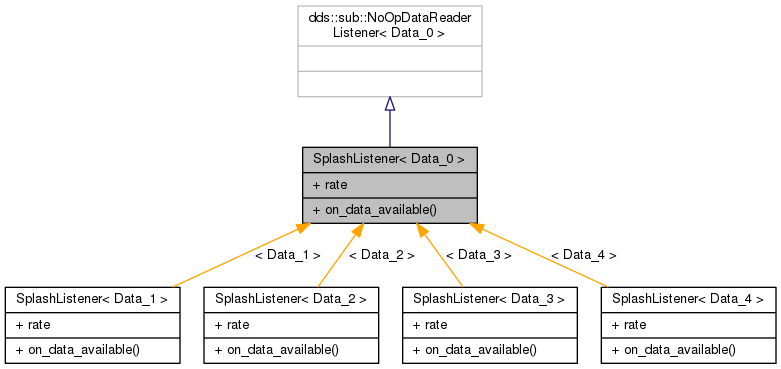 dds::sub::NoOpDataReader
Listener< Data_0 >
SplashListener< Data_0 >
+ rate
+ on_data_available()
< Data_1 >
< Data_2 >
< Data_3 >
< Data_4 >
SplashListener< Data_1 >
+ rate
+ on_data_available()
SplashListener< Data_2 >
+ rate
+ on_data_available()
SplashListener< Data_3 >
+ rate
+ on_data_available()
SplashListener< Data_4 >
+ rate
+ on_data_available()